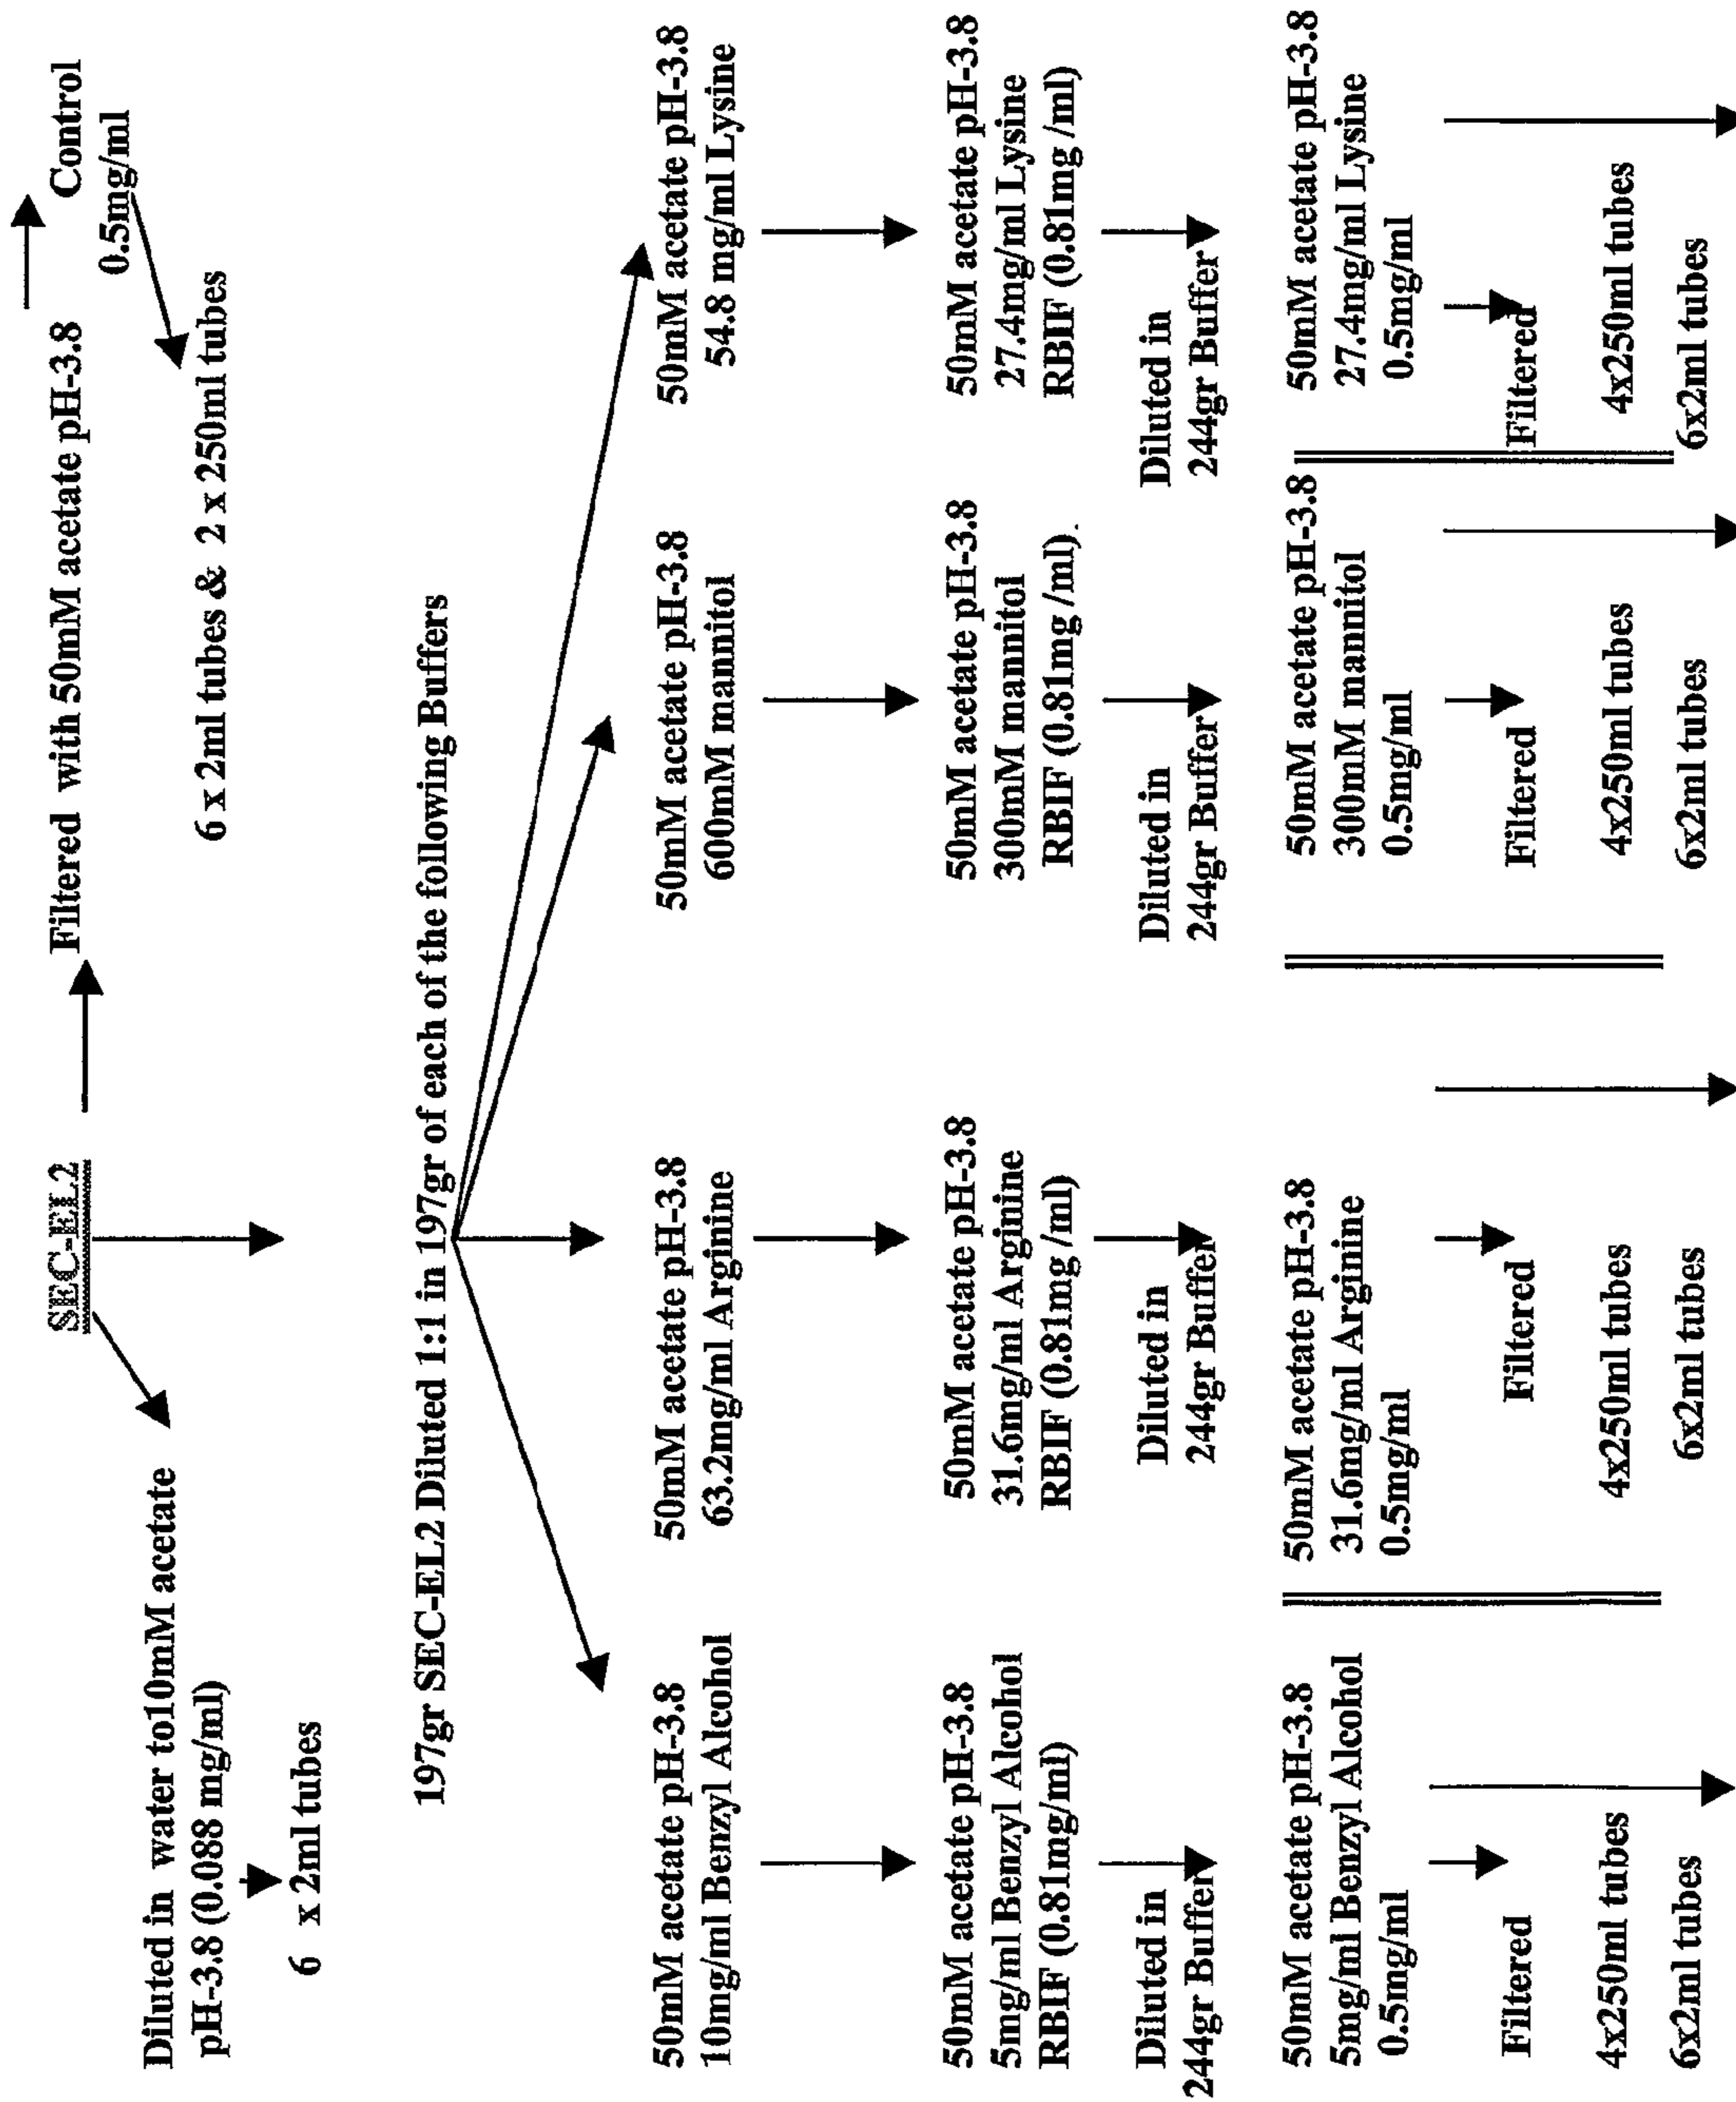 SEC-EL2
Filtered with 50mM acetate pH-3.8
Control
0.5mg/ml
6 x 2ml tubes & 2 x 250ml tubes
Diluted in water to10mM acetate
pH-3.8 (0.088 mg/ml)
6 x 2ml tubes
197gr SEC-EL2 Diluted 1:1 in 197gr of each of the following Buffers
50mM acetate pH-3.8
10mg/ml Benzyl Alcohol
50mM acetate pH-3.8
5mg/ml Benzyl Alcohol
RBIF (0.81mg/ml)
Diluted in
244gr Buffer
50mM acetate pH-3.8
5mg/ml Benzyl Alcohol
0.5mg/ml
Filtered
4x250ml tubes
6x2ml tubes
50mM acetate pH-3.8
63.2mg/ml Arginine
50mM acetate pH-3.8
31.6mg/ml Arginine
RBIF (0.81mg /ml)
Diluted in
244gr Buffer
50mM acetate pH-3.8
31.6mg/ml Arginine
0.5mg/ml
Filtered
4x250ml tubes
6x2ml tubes
50mM acetate pH-3.8
600mM mannitol
50mM acetate pH-3.8
300mM mannitol
RBIF (0.81mg /ml).
Diluted in
244gr Buffer
50mM acetate pH-3.8
300mM mannitol
0.5mg/ml
Filtered
4x250ml tubes
6x2ml tubes
50mM acetate pH-3.8
54.8 mg/ml Lysine
50mM acetate pH-3.8
27.4mg/ml Lysine
RBIF (0.81mg /ml)
Diluted in
244gr Buffer
50mM acetate pH-3.8
27.4mg/ml Lysine
0.5mg/ml
Filtered
4x250ml tubes
6x2ml tubes